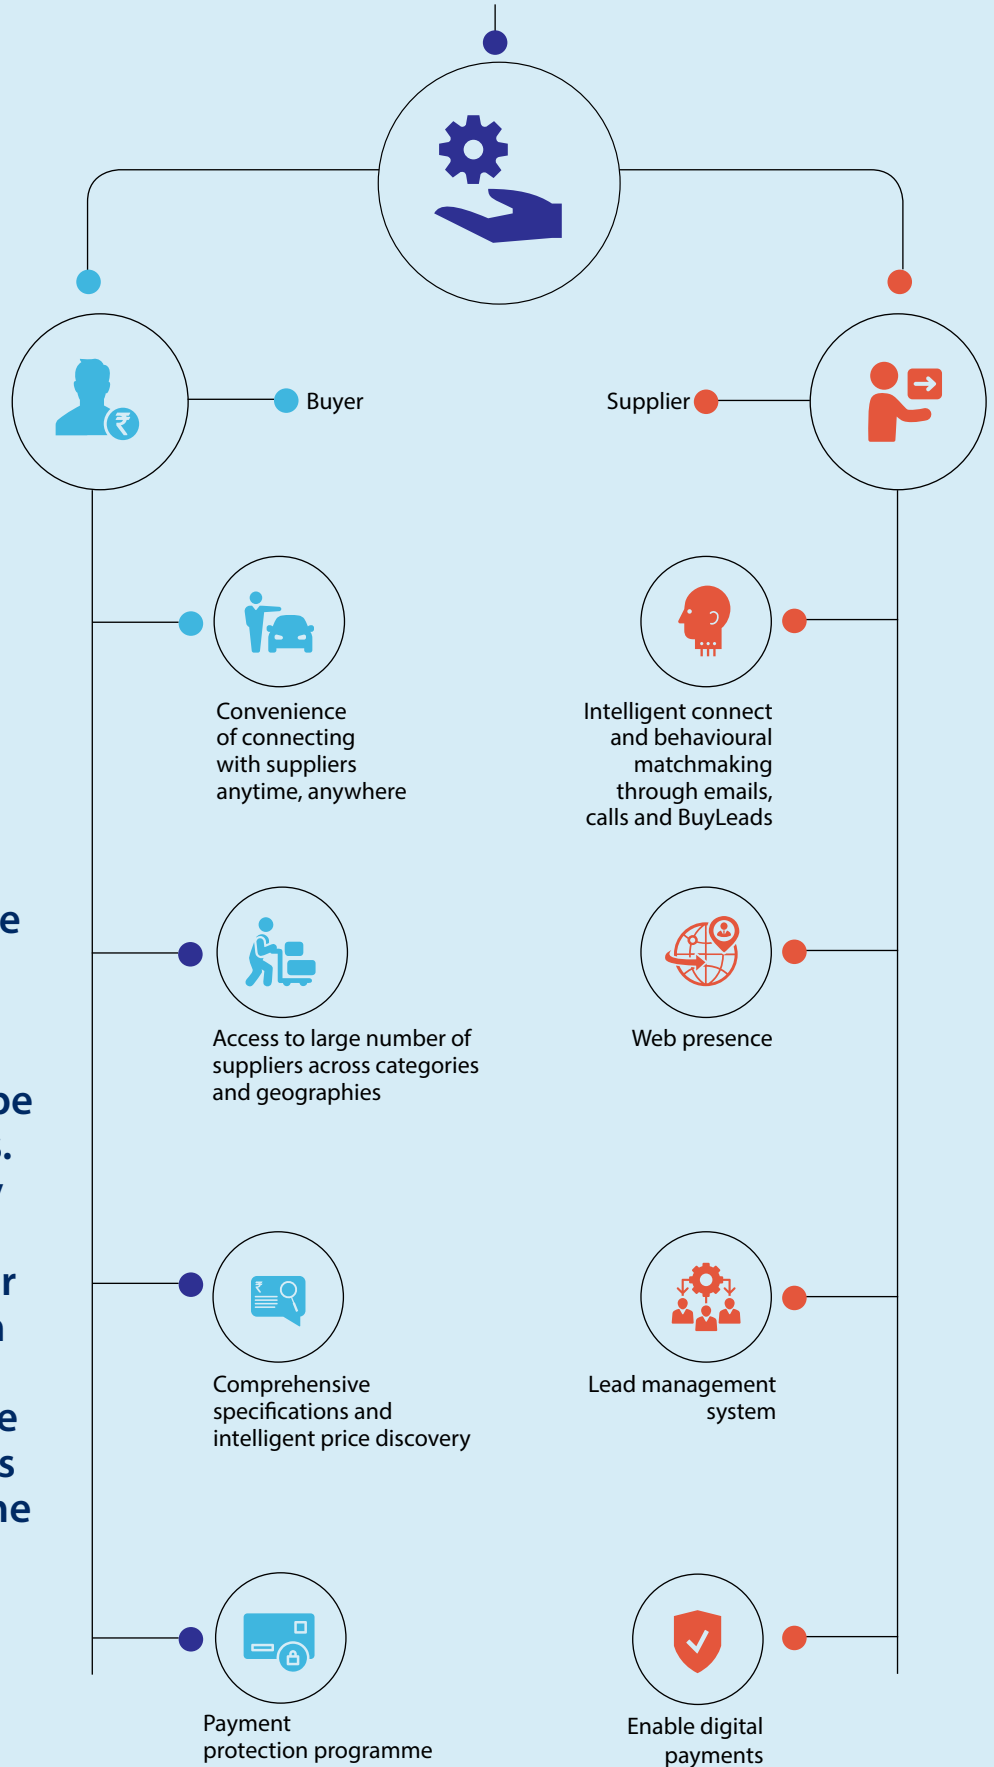 Buyer
Supplier
Convenience
of connecting
with suppliers
anytime, anywhere
Intelligent connect
and behavioural
matchmaking
through emails,
calls and BuyLeads
Access to large number of
suppliers across categories
and geographies
Web presence
Comprehensive
specifications and
intelligent price discovery
Lead management
system
Payment
protection programme
Enable digital
payments